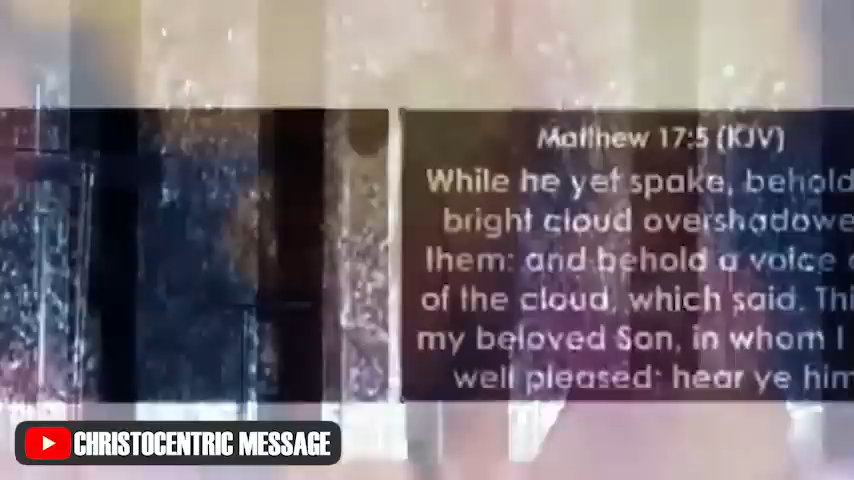 Matthew 17:5 (KJV)
While he yet spake, behold
bright cloud overshadowe
them: and behold a voice o
of the cloud, which said, Thi
my beloved Son, in whom I
well pleased; hear ye him
CHRISTOCENTRIC MESSAGE